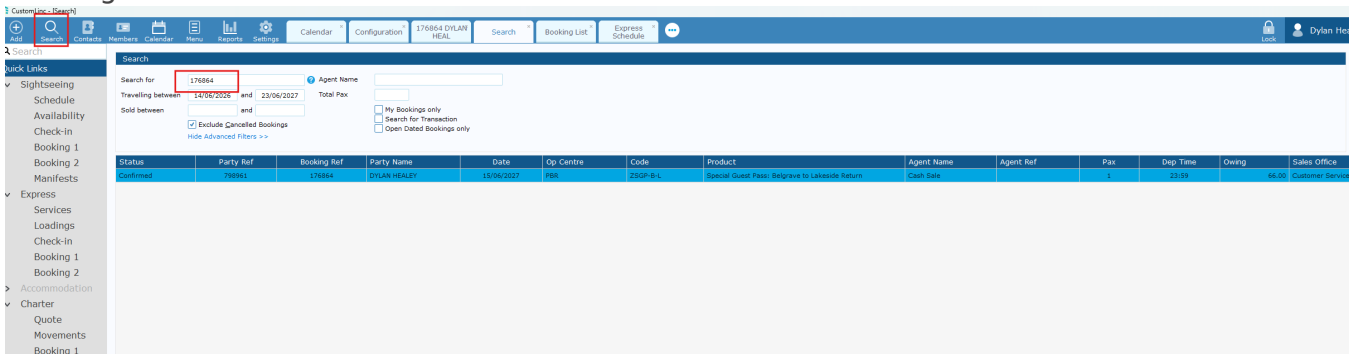 CustomLinc - [Search]
Add Search Contacts Members Calendar Menu Reports Settings
Calendar Configuration 176864 DYLAN HEAL Search Booking List Express Schedule
Lock Dylan Hea
Search
Quick Links
Sightseeing
Schedule
Availability
Check-in
Booking 1
Booking 2
Manifests
Express
Services
Loadings
Check-in
Booking 1
Booking 2
Accommodation
Charter
Quote
Movements
Booking 1
Search
Search for 176864 Agent Name
Travelling between 14/06/2026 and 23/06/2027 Total Pax
Sold between and My Bookings only
Search for Transaction
Exclude Cancelled Bookings Open Dated Bookings only
Hide Advanced Filters >>
Status Party Ref Booking Ref Party Name Date Op Centre Code Product Agent Name Agent Ref Pax Dep Time Owing Sales Office
Confirmed 798961 176864 DYLAN HEALEY 15/06/2027 PBR ZSGP-B-L Special Guest Pass: Belgrave to Lakeside Return Cash Sale 1 23:59 66.00 Customer Service